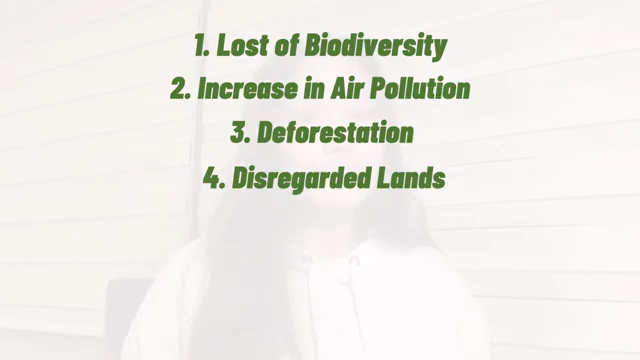 1. Lost of Biodiversity
2. Increase in Air Pollution
3. Deforestation
4. Disregarded Lands